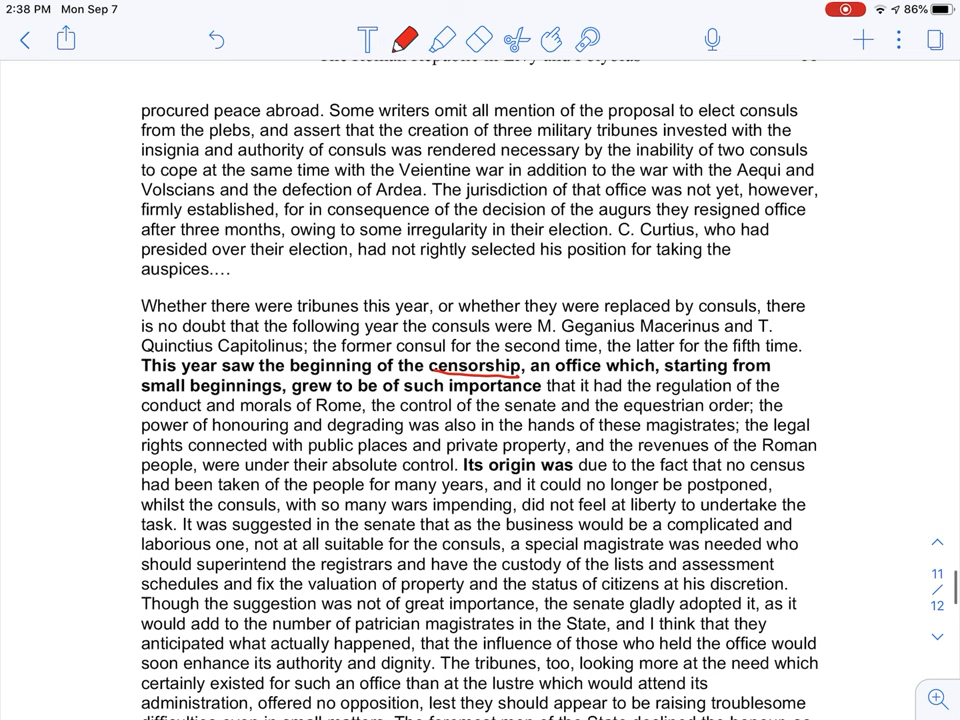 2:38 PM Mon Sep 7
86%
T
procured peace abroad. Some writers omit all mention of the proposal to elect consuls
from the plebs, and assert that the creation of three military tribunes invested with the
insignia and authority of consuls was rendered necessary by the inability of two consuls
to cope at the same time with the Veientine war in addition to the war with the Aequi and
Volscians and the defection of Ardea. The jurisdiction of that office was not yet, however,
firmly established, for in consequence of the decision of the augurs they resigned office
after three months, owing to some irregularity in their election. C. Curtius, who had
presided over their election, had not rightly selected his position for taking the
auspices.…
Whether there were tribunes this year, or whether they were replaced by consuls, there
is no doubt that the following year the consuls were M. Geganius Macerinus and T.
Quinctius Capitolinus; the former consul for the second time, the latter for the fifth time.
This year saw the beginning of the censorship, an office which, starting from
small beginnings, grew to be of such importance that it had the regulation of the
conduct and morals of Rome, the control of the senate and the equestrian order; the
power of honouring and degrading was also in the hands of these magistrates; the legal
rights connected with public places and private property, and the revenues of the Roman
people, were under their absolute control. Its origin was due to the fact that no census
had been taken of the people for many years, and it could no longer be postponed,
whilst the consuls, with so many wars impending, did not feel at liberty to undertake the
task. It was suggested in the senate that as the business would be a complicated and
laborious one, not at all suitable for the consuls, a special magistrate was needed who
should superintend the registrars and have the custody of the lists and assessment
schedules and fix the valuation of property and the status of citizens at his discretion.
Though the suggestion was not of great importance, the senate gladly adopted it, as it
would add to the number of patrician magistrates in the State, and I think that they
anticipated what actually happened, that the influence of those who held the office would
soon enhance its authority and dignity. The tribunes, too, looking more at the need which
certainly existed for such an office than at the lustre which would attend its
administration, offered no opposition, lest they should appear to be raising troublesome
11
/
12